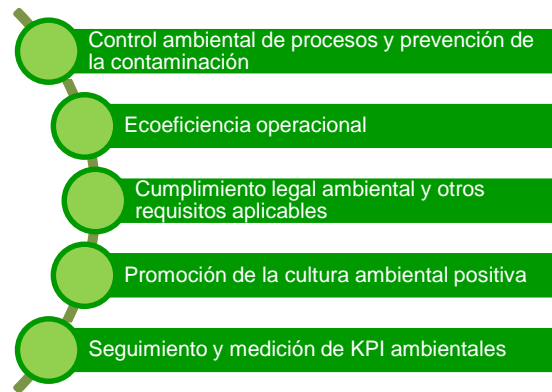 Control ambiental de procesos y prevención de
la contaminación
Ecoeficiencia operacional
Cumplimiento legal ambiental y otros
requisitos aplicables
Promoción de la cultura ambiental positiva
Seguimiento y medición de KPI ambientales